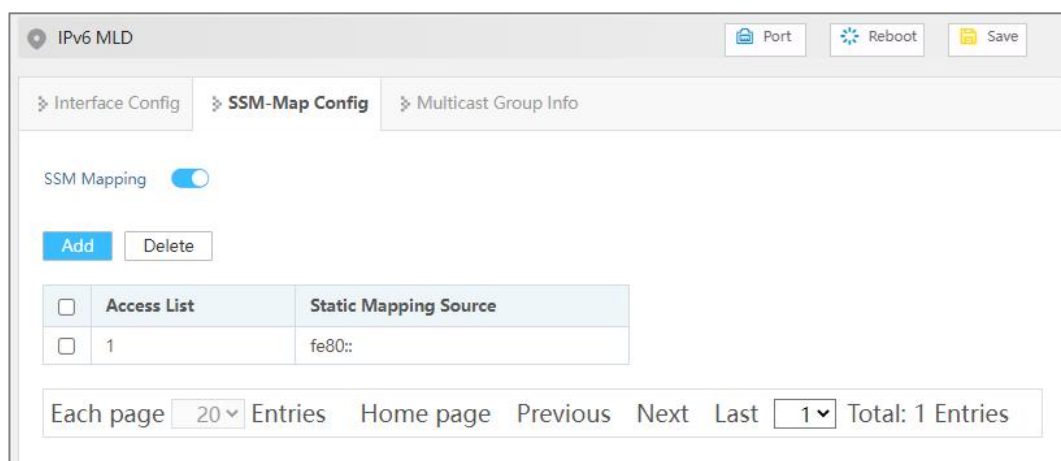 IPv6 MLD Port Reboot Save
Interface Config SSM-Map Config Multicast Group Info
SSM Mapping
Add Delete
Access List Static Mapping Source
1 fe80::
Each page 20 Entries Home page Previous Next Last 1 Total: 1 Entries